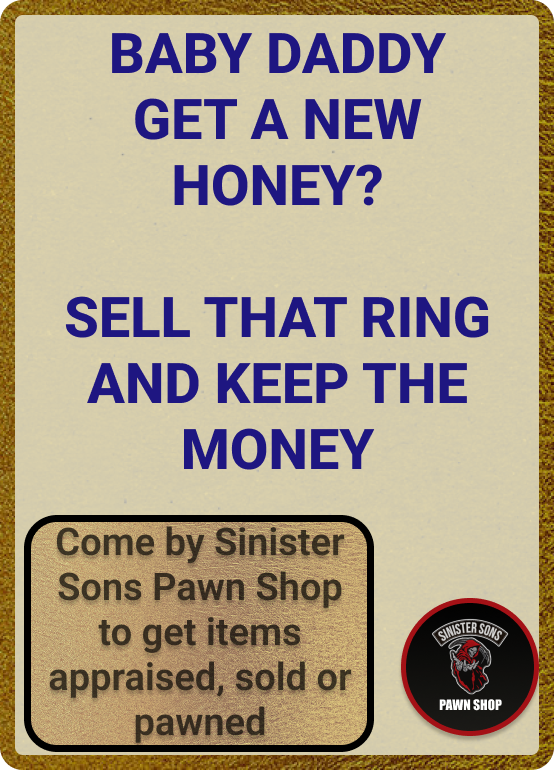 BABY DADDY
GET A NEW
HONEY?
SELL THAT RING
AND KEEP THE
MONEY
Come by Sinister
Sons Pawn Shop
to get items
appraised, sold or
pawned
SINISTER SONS
PAWN SHOP